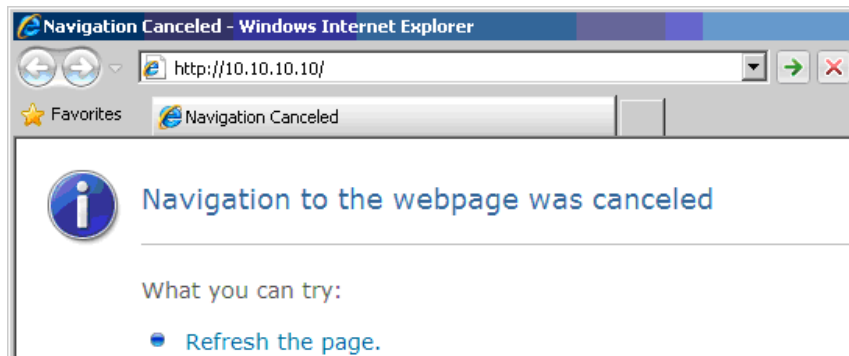 Navigation Canceled - Windows Internet Explorer
http://10.10.10.10/
Favorites
Navigation Canceled
Navigation to the webpage was canceled
What you can try:
Refresh the page.